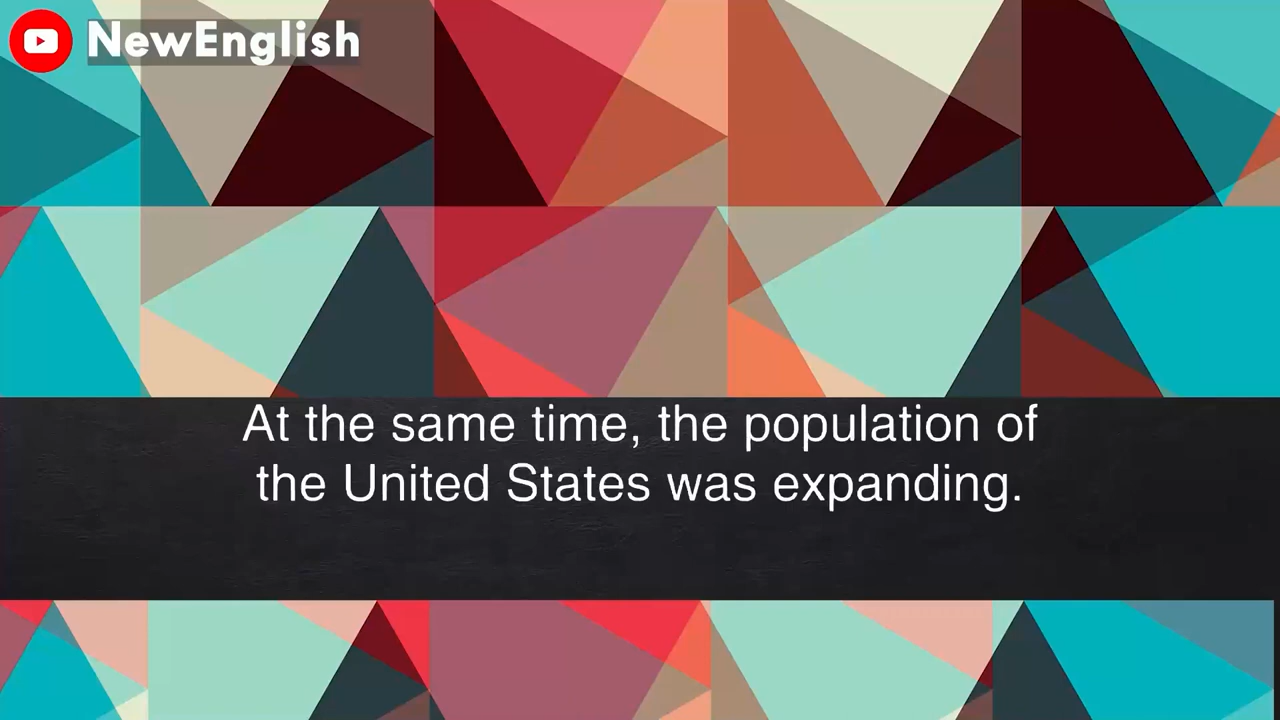 NewEnglish
At the same time, the population of
the United States was expanding.